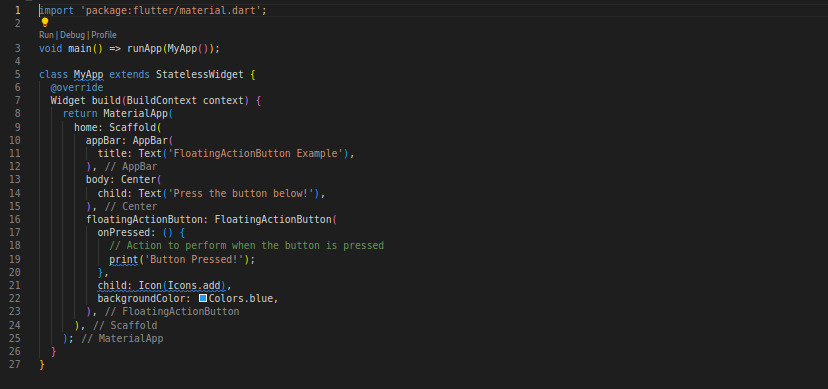 1 import 'package:flutter/material.dart';
2
Run | Debug | Profile
3 void main() => runApp(MyApp());
4
5 class MyApp extends StatelessWidget {
6   @override
7   Widget build(BuildContext context) {
8     return MaterialApp(
9       home: Scaffold(
10         appBar: AppBar(
11           title: Text('FloatingActionButton Example'),
12         ), // AppBar
13         body: Center(
14           child: Text('Press the button below!'),
15         ), // Center
16         floatingActionButton: FloatingActionButton(
17           onPressed: () {
18             // Action to perform when the button is pressed
19             print('Button Pressed!');
20           },
21           child: Icon(Icons.add),
22           backgroundColor: Colors.blue,
23         ), // FloatingActionButton
24       ), // Scaffold
25     ); // MaterialApp
26   }
27 }